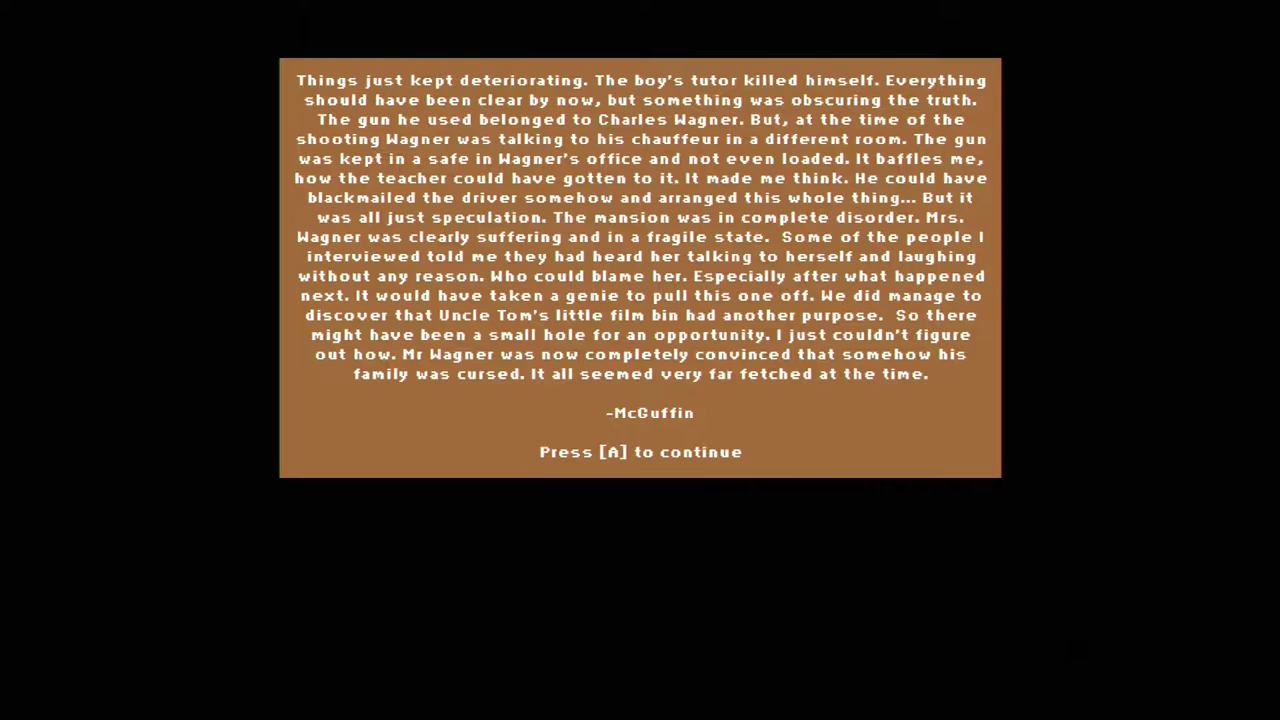 Things just kept deteriorating. The boy's tutor killed himself. Everything
should have been clear by now, but something was obscuring the truth.
The gun he used belonged to Charles Wagner. But, at the time of the
shooting Wagner was talking to his chauffeur in a different room. The gun
was kept in a safe in Wagner's office and not even loaded. It baffles me,
how the teacher could have gotten to it. It made me think. He could have
blackmailed the driver somehow and arranged this whole thing... But it
was all just speculation. The mansion was in complete disorder. Mrs.
Wagner was clearly suffering and in a fragile state.  Some of the people I
interviewed told me they had heard her talking to herself and laughing
without any reason. Who could blame her. Especially after what happened
next. It would have taken a genie to pull this one off. We did manage to
discover that Uncle Tom's little film bin had another purpose.  So there
might have been a small hole for an opportunity. I just couldn't figure
out how. Mr Wagner was now completely convinced that somehow his
family was cursed. It all seemed very far fetched at the time.
-McGuffin
Press [A] to continue